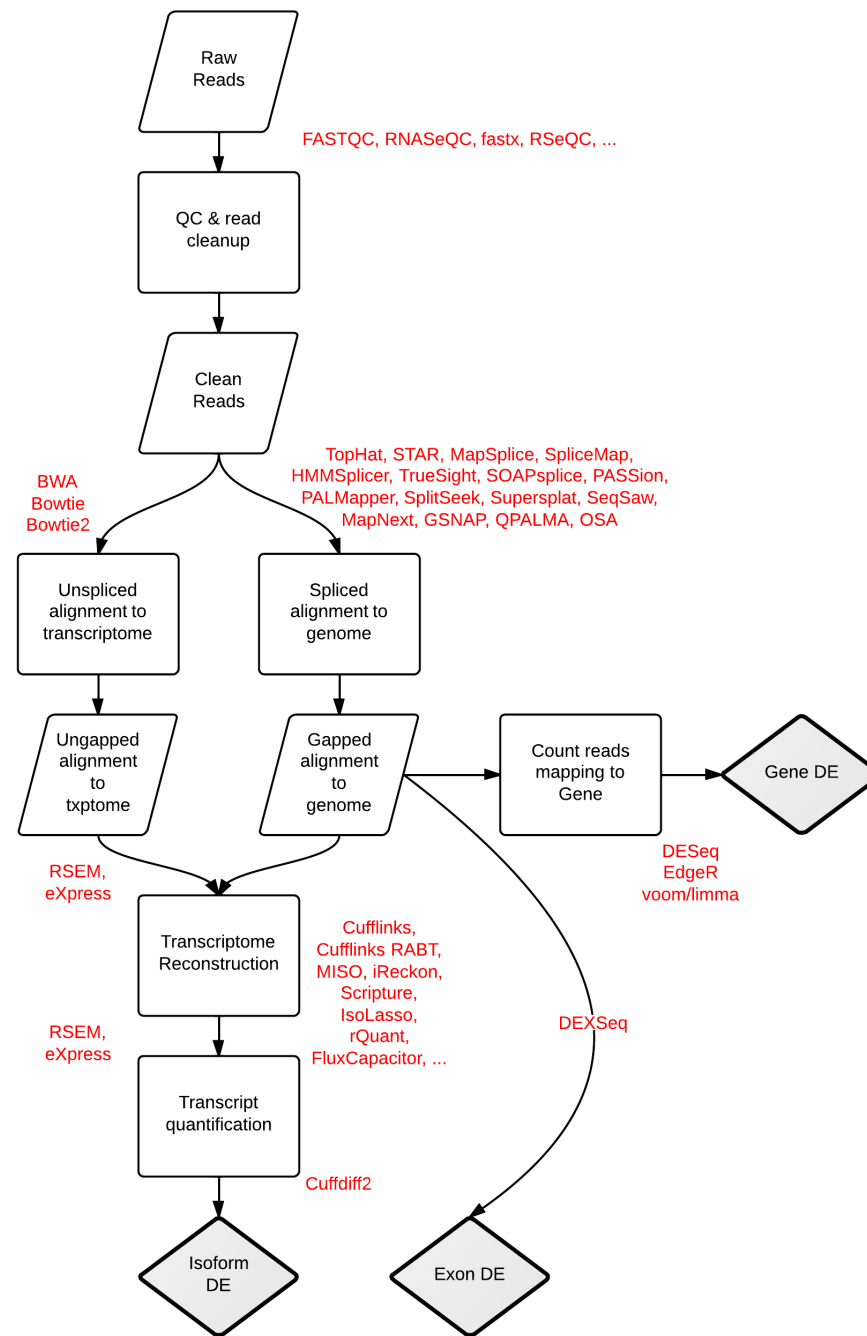 Raw
Reads
FASTQC, RNASeQC, fastx, RSeQC, ...
QC & read
cleanup
Clean
Reads
BWA
Bowtie
Bowtie2
TopHat, STAR, MapSplice, SpliceMap,
HMMSplicer, TrueSight, SOAPsplice, PASSion,
PALMapper, SplitSeek, Supersplat, SeqSaw,
MapNext, GSNAP, QPALMA, OSA
Unspliced
alignment to
transcriptome
Spliced
alignment to
genome
Ungapped
alignment
to
txptome
Gapped
alignment
to
genome
Count reads
mapping to
Gene
Gene DE
DESeq
EdgeR
voom/limma
RSEM,
eXpress
Transcriptome
Reconstruction
Cufflinks,
Cufflinks RABT,
MISO, iReckon,
Scripture,
IsoLasso,
rQuant,
FluxCapacitor, ...
DEXSeq
RSEM,
eXpress
Transcript
quantification
Cuffdiff2
Isoform
DE
Exon DE